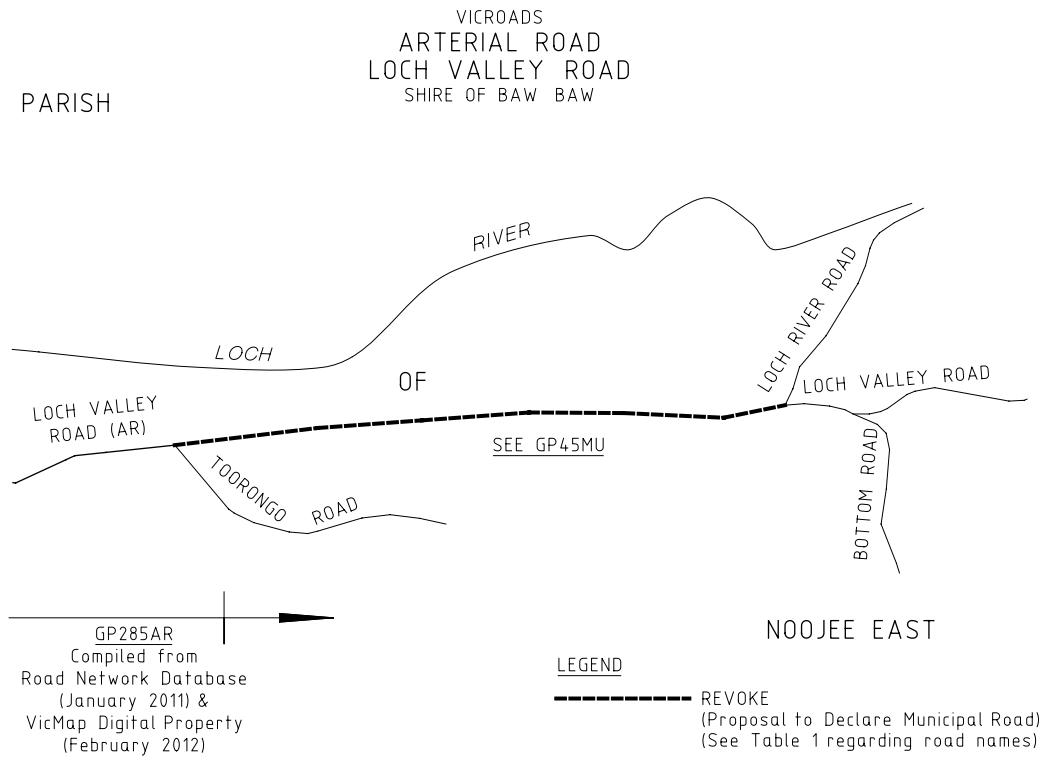 VICROADS
ARTERIAL ROAD
LOCH VALLEY ROAD
SHIRE OF BAW BAW
PARISH
RIVER
LOCH
LOCH RIVER ROAD
OF
LOCH VALLEY ROAD
LOCH VALLEY
ROAD (AR)
SEE GP45MU
TOORONGO ROAD
BOTTOM ROAD
NOOJEE EAST
GP285AR
Compiled from
Road Network Database
(January 2011) &
VicMap Digital Property
(February 2012)
LEGEND
REVOKE
(Proposal to Declare Municipal Road)
(See Table 1 regarding road names)